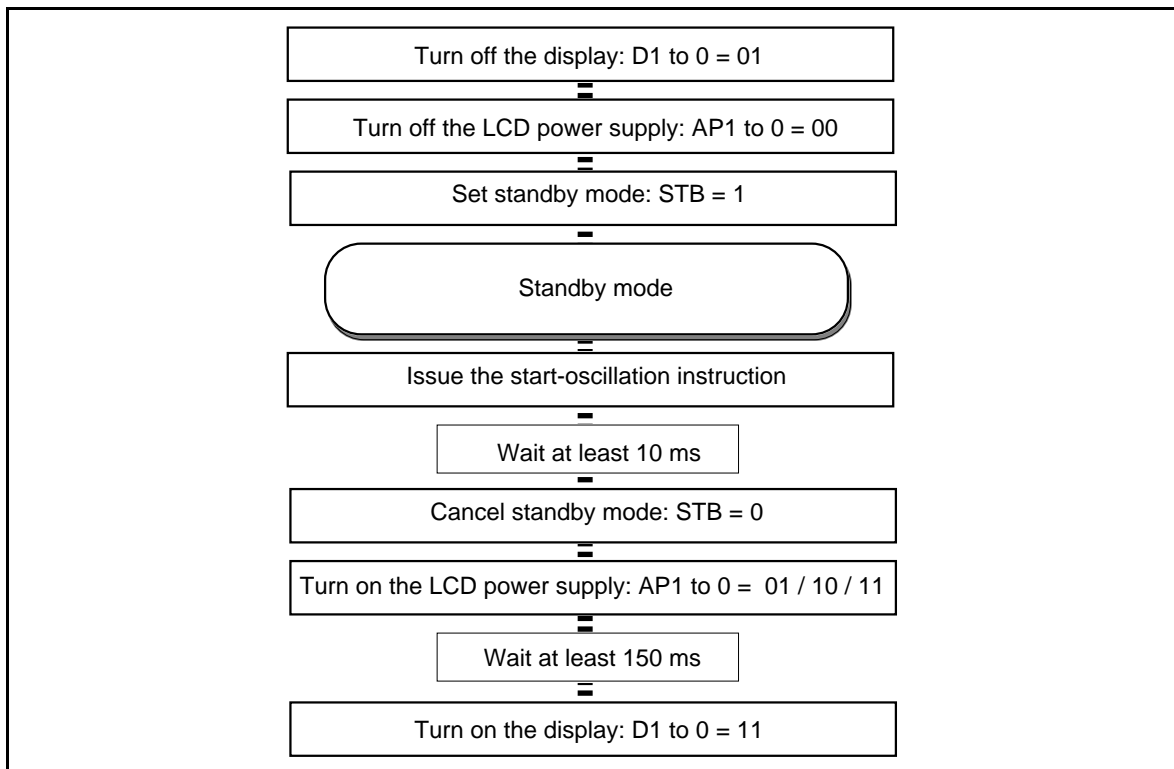 Turn off the display: D1 to 0 = 01
Turn off the LCD power supply: AP1 to 0 = 00
Set standby mode: STB = 1
Standby mode
Issue the start-oscillation instruction
Wait at least 10 ms
Cancel standby mode: STB = 0
Turn on the LCD power supply: AP1 to 0 = 01 / 10 / 11
Wait at least 150 ms
Turn on the display: D1 to 0 = 11